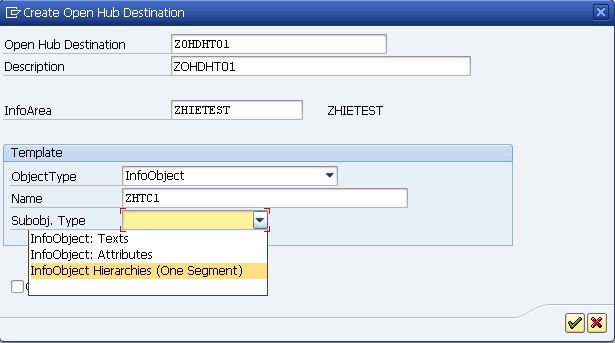 Create Open Hub Destination
Open Hub Destination ZOHDHT01
Description ZOHDHT01
InfoArea ZHIETEST ZHIETEST
Template
ObjectType InfoObject
Name ZHTC1
Subobj. Type
InfoObject: Texts
InfoObject: Attributes
InfoObject Hierarchies (One Segment)